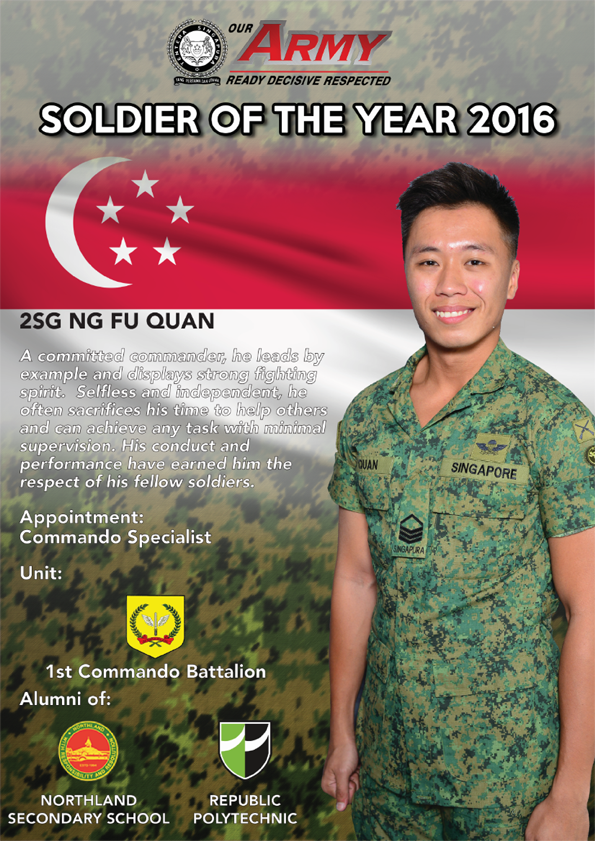 OUR
ARMY
READY DECISIVE RESPECTED
SOLDIER OF THE YEAR 2016
2SG NG FU QUAN
A committed commander, he leads by
example and displays strong fighting
spirit. Selfless and independent, he
often sacrifices his time to help others
and can achieve any task with minimal
supervision. His conduct and
performance have earned him the
respect of his fellow soldiers.
QUAN
SINGAPORE
SINGAPURA
Appointment:
Commando Specialist
Unit:
1st Commando Battalion
Alumni of:
NORTHLAND
NORTHLAND
SECONDARY SCHOOL
REPUBLIC
POLYTECHNIC